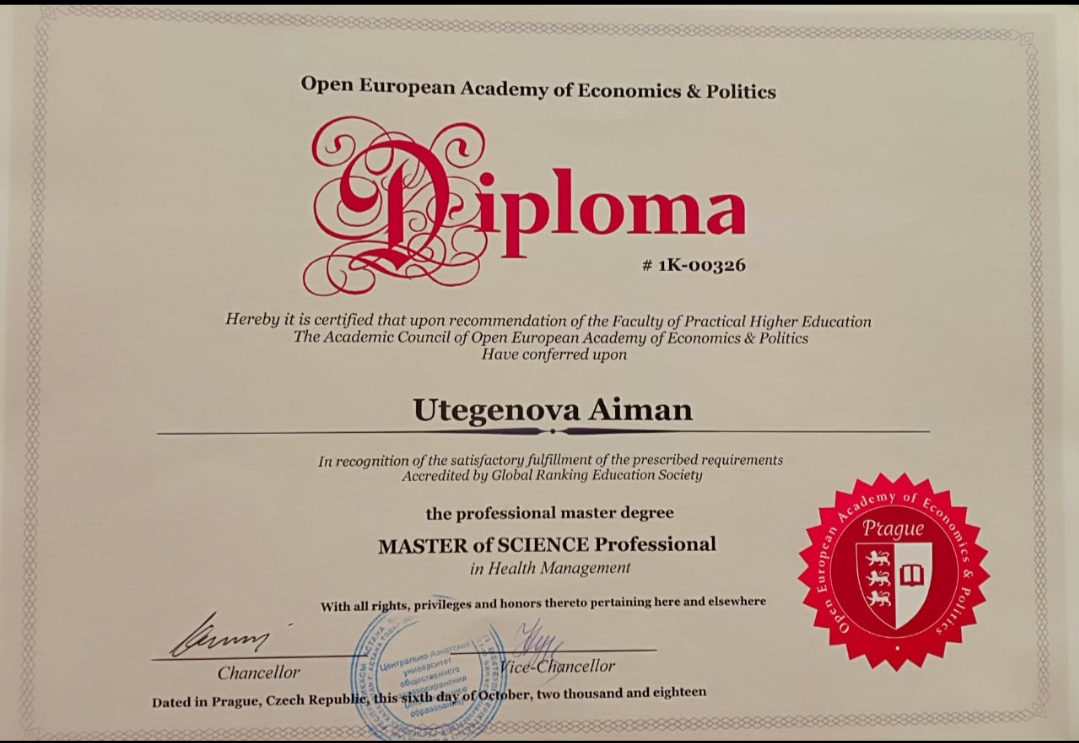 Open European Academy of Economics & Politics
Diploma
# 1K-00326
Hereby it is certified that upon recommendation of the Faculty of Practical Higher Education
The Academic Council of Open European Academy of Economics & Politics
Have conferred upon
Utegenova Aiman
In recognition of the satisfactory fulfillment of the prescribed requirements
Accredited by Global Ranking Education Society
the professional master degree
MASTER of SCIENCE Professional
in Health Management
With all rights, privileges and honors thereto pertaining here and elsewhere
Open European Academy of Economics & Politics
Prague
университет
общественного
Chancellor
Vice-Chancellor
Dated in Prague, Czech Republic, this sixth day of October, two thousand and eighteen